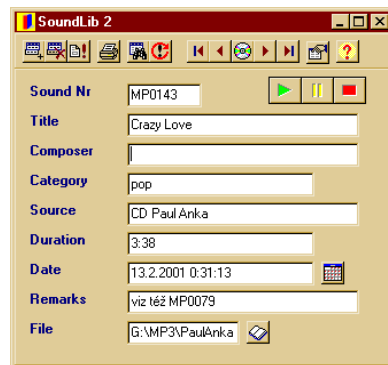 SoundLib 2
Sound Nr MP0143
Title Crazy Love
Composer
Category pop
Source CD Paul Anka
Duration 3:38
Date 13.2.2001 0:31:13
Remarks viz též MP0079
File G:\MP3\PaulAnka